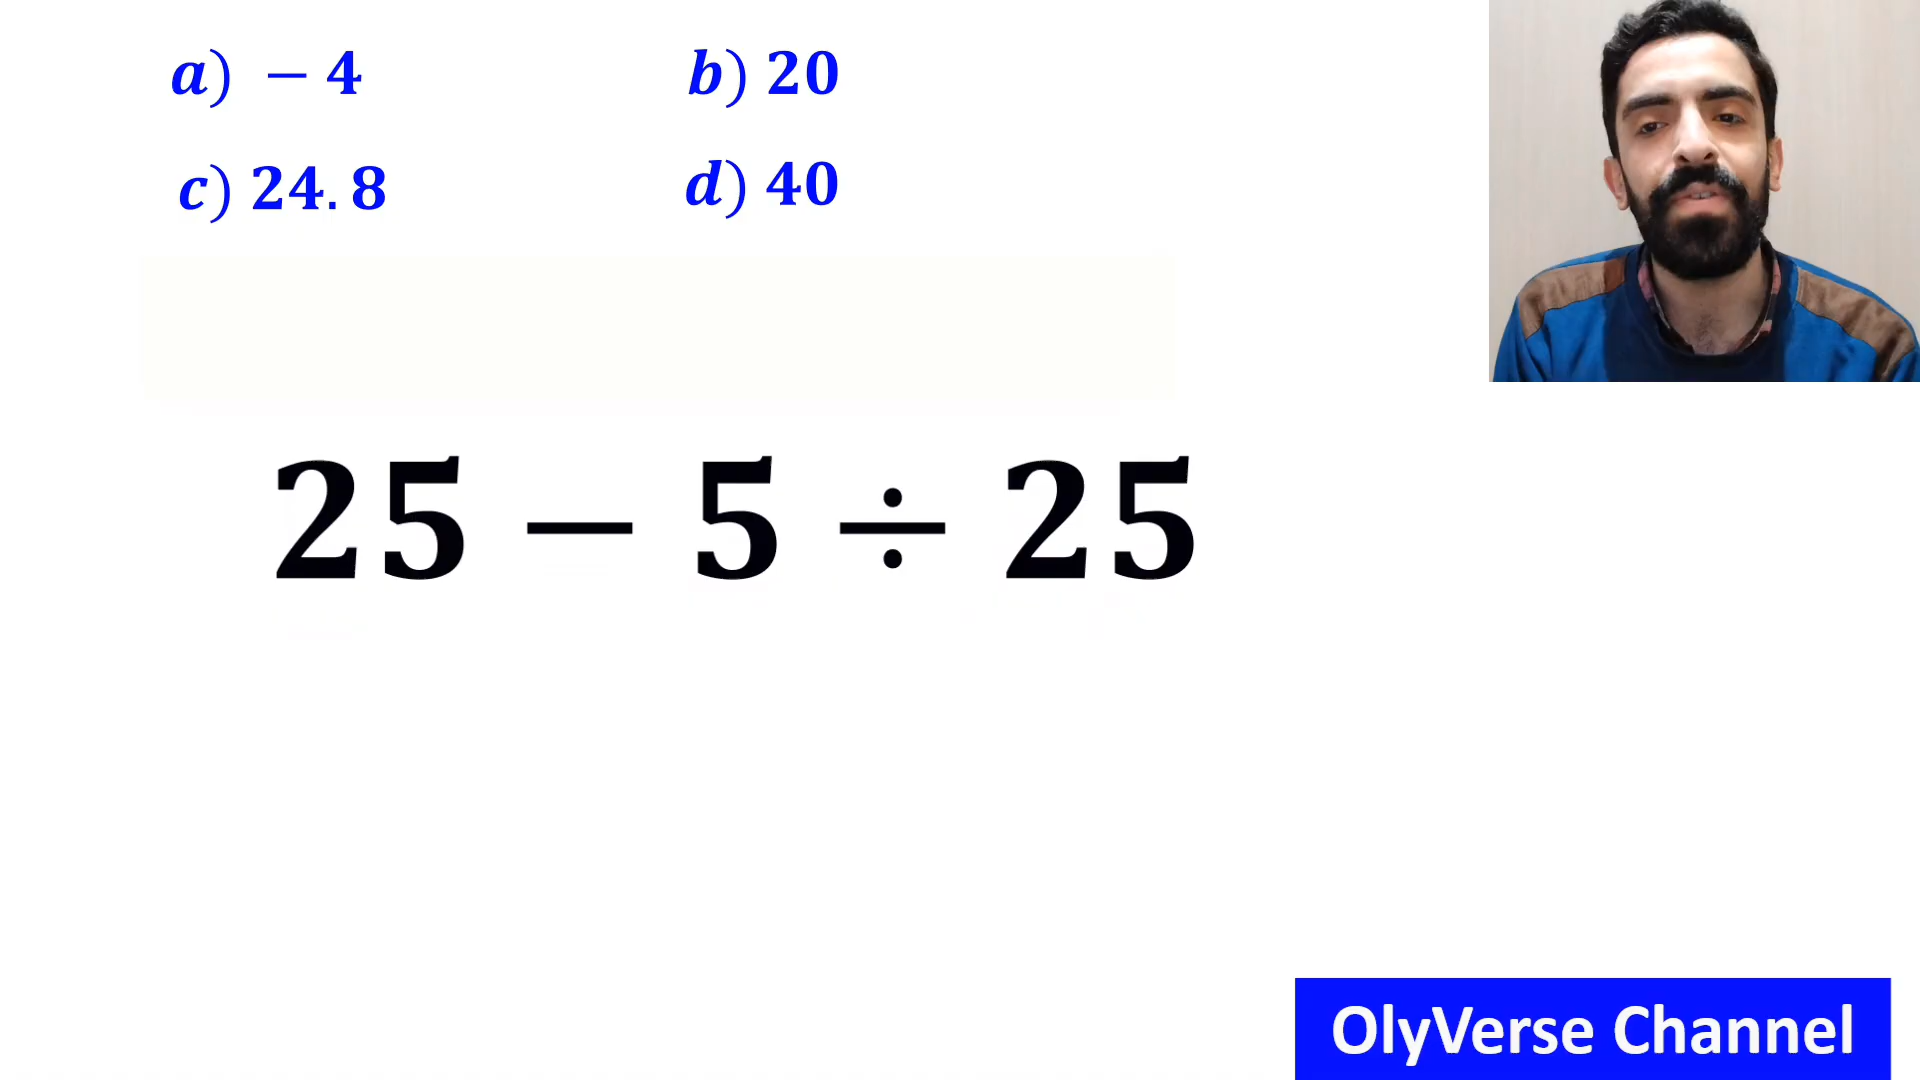 a) − 4 b) 20
c) 24.8 d) 40
25 − 5 ÷ 25
OlyVerse Channel